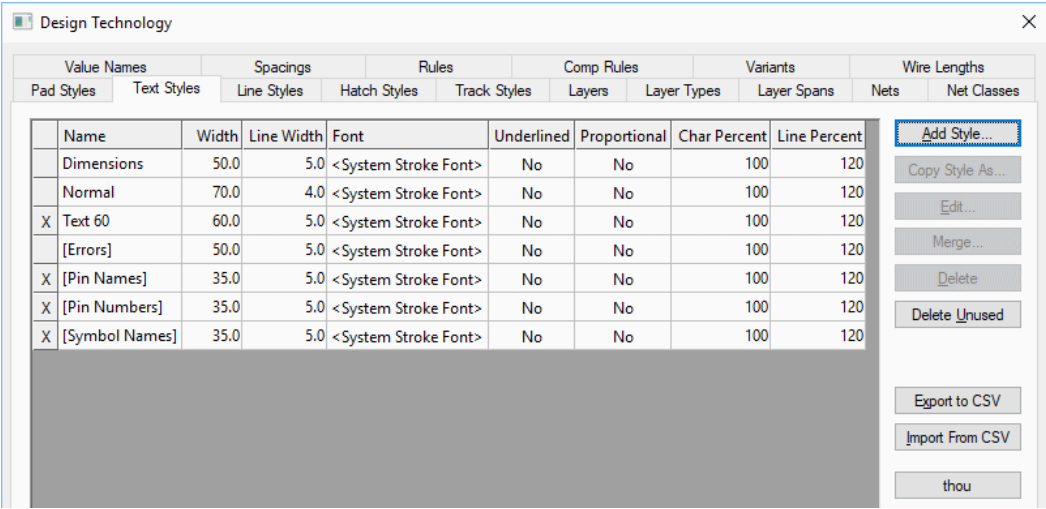 Design Technology
Value Names Spacings Rules Comp Rules Variants Wire Lengths
Pad Styles Text Styles Line Styles Hatch Styles Track Styles Layers Layer Types Layer Spans Nets Net Classes
Name Width Line Width Font Underlined Proportional Char Percent Line Percent Add Style...
Dimensions 50.0 5.0 <System Stroke Font> No No 100 120
Copy Style As...
Normal 70.0 4.0 <System Stroke Font> No No 100 120
Edit...
X Text 60 60.0 5.0 <System Stroke Font> No No 100 120
Merge...
[Errors] 50.0 5.0 <System Stroke Font> No No 100 120
X [Pin Names] 35.0 5.0 <System Stroke Font> No No 100 120
Delete
X [Pin Numbers] 35.0 5.0 <System Stroke Font> No No 100 120
Delete Unused
X [Symbol Names] 35.0 5.0 <System Stroke Font> No No 100 120
Export to CSV
Import From CSV
thou